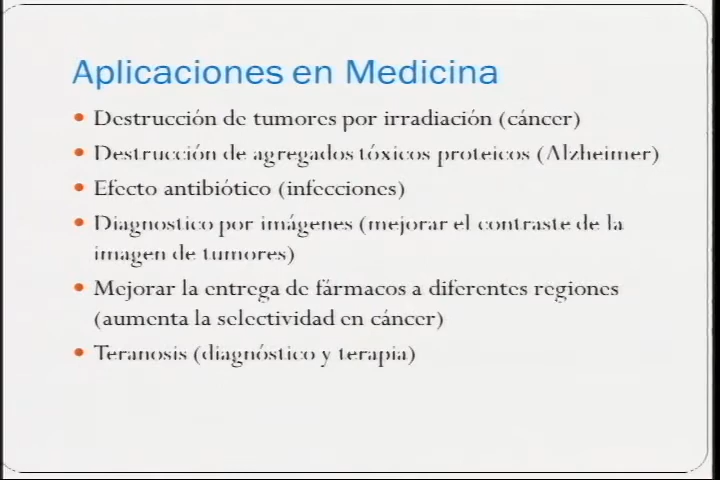 Aplicaciones en Medicina
• Destrucción de tumores por irradiación (cáncer)
• Destrucción de agregados tóxicos proteicos (Alzheimer)
• Efecto antibiótico (infecciones)
• Diagnostico por imágenes (mejorar el contraste de la
imagen de tumores)
• Mejorar la entrega de fármacos a diferentes regiones
(aumenta la selectividad en cáncer)
• Teranosis (diagnóstico y terapia)